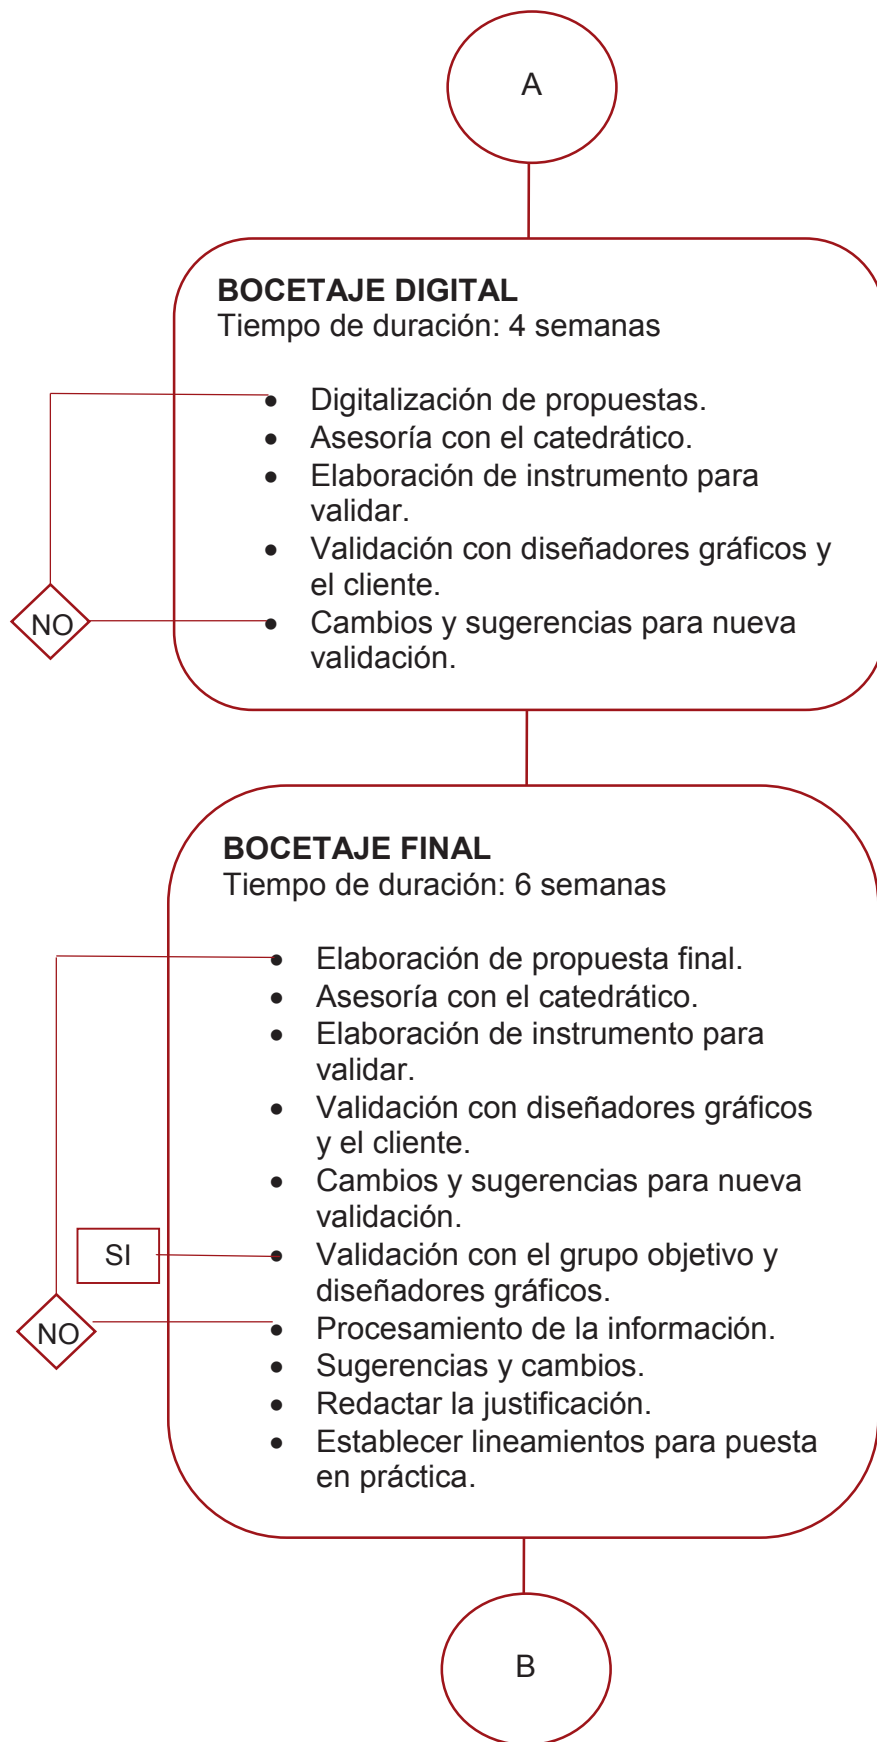 A
BOCETAJE DIGITAL
Tiempo de duración: 4 semanas
• Digitalización de propuestas.
• Asesoría con el catedrático.
• Elaboración de instrumento para
validar.
• Validación con diseñadores gráficos y
el cliente.
NO
• Cambios y sugerencias para nueva
validación.
BOCETAJE FINAL
Tiempo de duración: 6 semanas
• Elaboración de propuesta final.
• Asesoría con el catedrático.
• Elaboración de instrumento para
validar.
• Validación con diseñadores gráficos
y el cliente.
• Cambios y sugerencias para nueva
validación.
SI
• Validación con el grupo objetivo y
diseñadores gráficos.
NO
• Procesamiento de la información.
• Sugerencias y cambios.
• Redactar la justificación.
• Establecer lineamientos para puesta
en práctica.
B